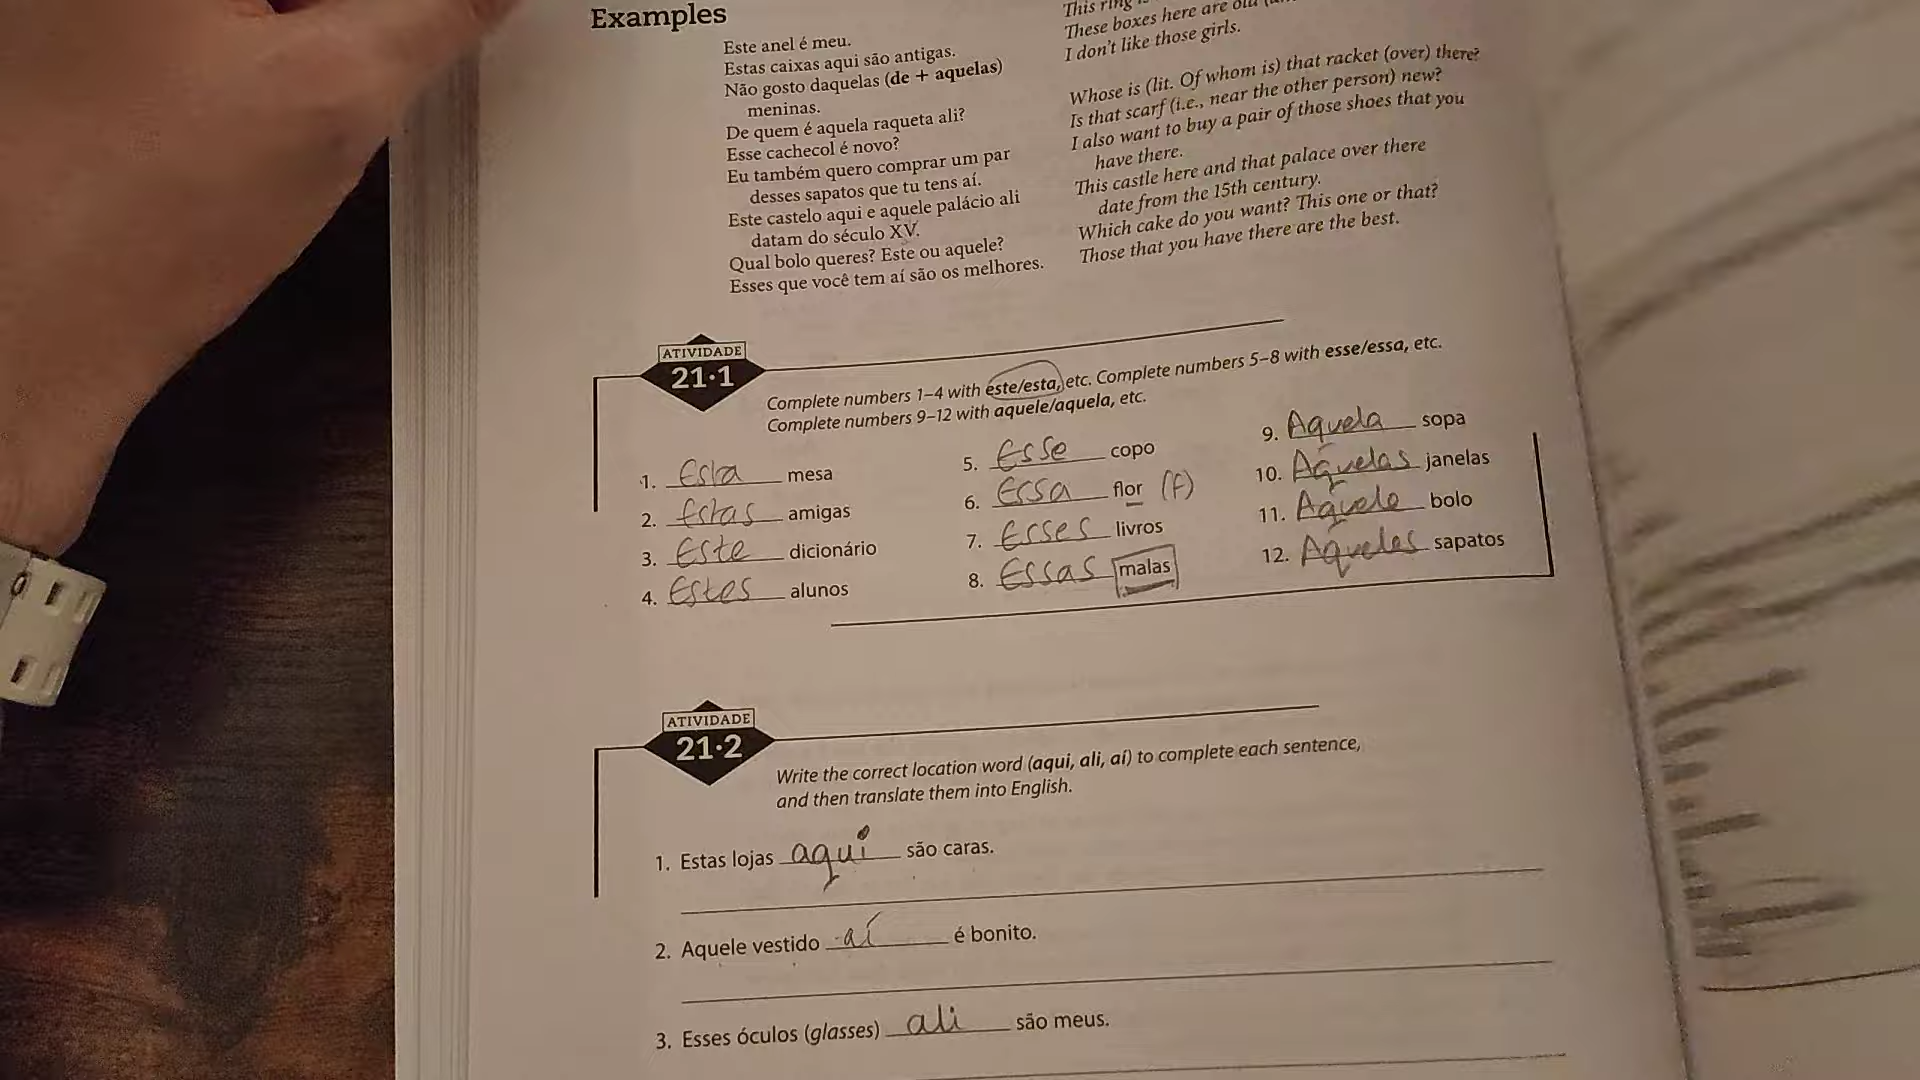 Examples
Este anel é meu.
Estas caixas aqui são antigas.
Não gosto daquelas (de + aquelas)
meninas.
De quem é aquela raqueta ali?
Esse cachecol é novo?
Eu também quero comprar um par
desses sapatos que tu tens aí.
Este castelo aqui e aquele palácio ali
datam do século XV.
Qual bolo queres? Este ou aquele?
Esses que você tem aí são os melhores.
This ring
These boxes here are old
I don't like those girls.
Whose is (lit. Of whom is) that racket (over) there?
Is that scarf (i.e., near the other person) new?
I also want to buy a pair of those shoes that you
have there.
This castle here and that palace over there
date from the 15th century.
Which cake do you want? This one or that?
Those that you have there are the best.
ATIVIDADE
21·1
Complete numbers 1–4 with este/esta, etc. Complete numbers 5–8 with esse/essa, etc.
Complete numbers 9–12 with aquele/aquela, etc.
1. Esta mesa
2. Estas amigas
3. Este dicionário
4. Estes alunos
5. Esse copo
6. Essa flor (f)
7. Esses livros
8. Essas malas
9. Aquela sopa
10. Aquelas janelas
11. Aquele bolo
12. Aqueles sapatos
ATIVIDADE
21·2
Write the correct location word (aqui, ali, aí) to complete each sentence,
and then translate them into English.
1. Estas lojas aqui são caras.
2. Aquele vestido aí é bonito.
3. Esses óculos (glasses) ali são meus.